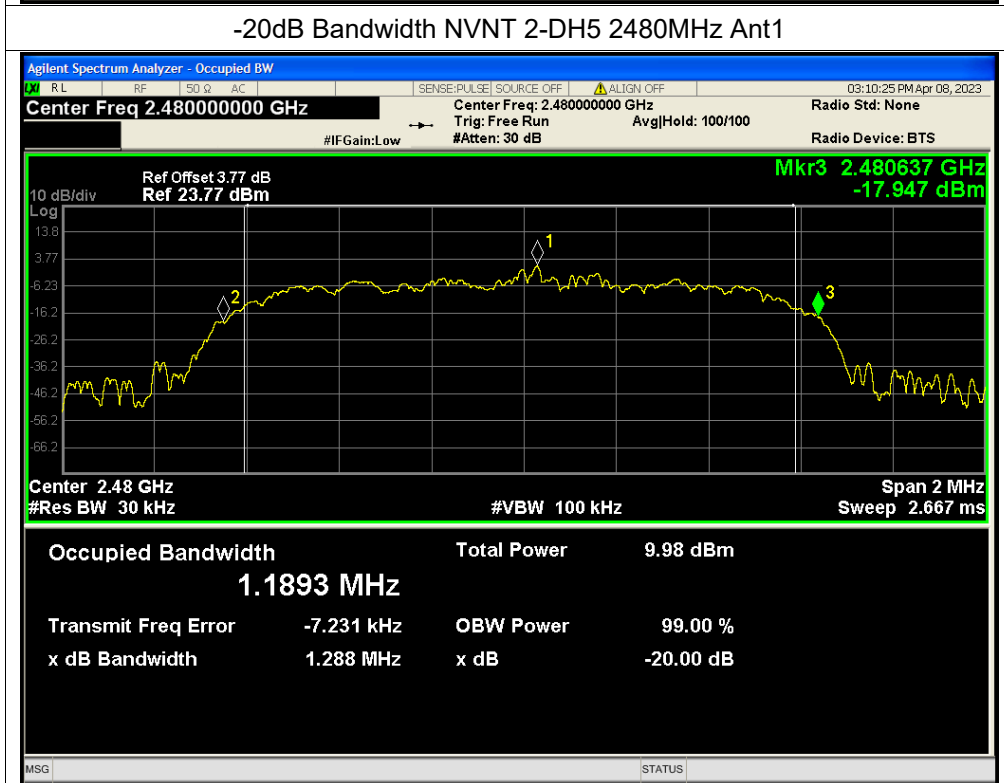 -20dB Bandwidth NVNT 2-DH5 2480MHz Ant1
Agilent Spectrum Analyzer - Occupied BW
LXI RL RF 50 Ω AC SENSE:PULSE SOURCE OFF ALIGN OFF 03:10:25 PM Apr 08, 2023
Center Freq 2.480000000 GHz Center Freq: 2.480000000 GHz Radio Std: None
Trig: Free Run Avg|Hold: 100/100
#IFGain:Low #Atten: 30 dB Radio Device: BTS
Ref Offset 3.77 dB Mkr3 2.480637 GHz
10 dB/div Ref 23.77 dBm -17.947 dBm
Log
13.8
3.77
-6.23
-16.2
-26.2
-36.2
-46.2
-56.2
-66.2
1
2
3
Center 2.48 GHz Span 2 MHz
#Res BW 30 kHz #VBW 100 kHz Sweep 2.667 ms
Occupied Bandwidth Total Power 9.98 dBm
1.1893 MHz
Transmit Freq Error -7.231 kHz OBW Power 99.00 %
x dB Bandwidth 1.288 MHz x dB -20.00 dB
MSG STATUS